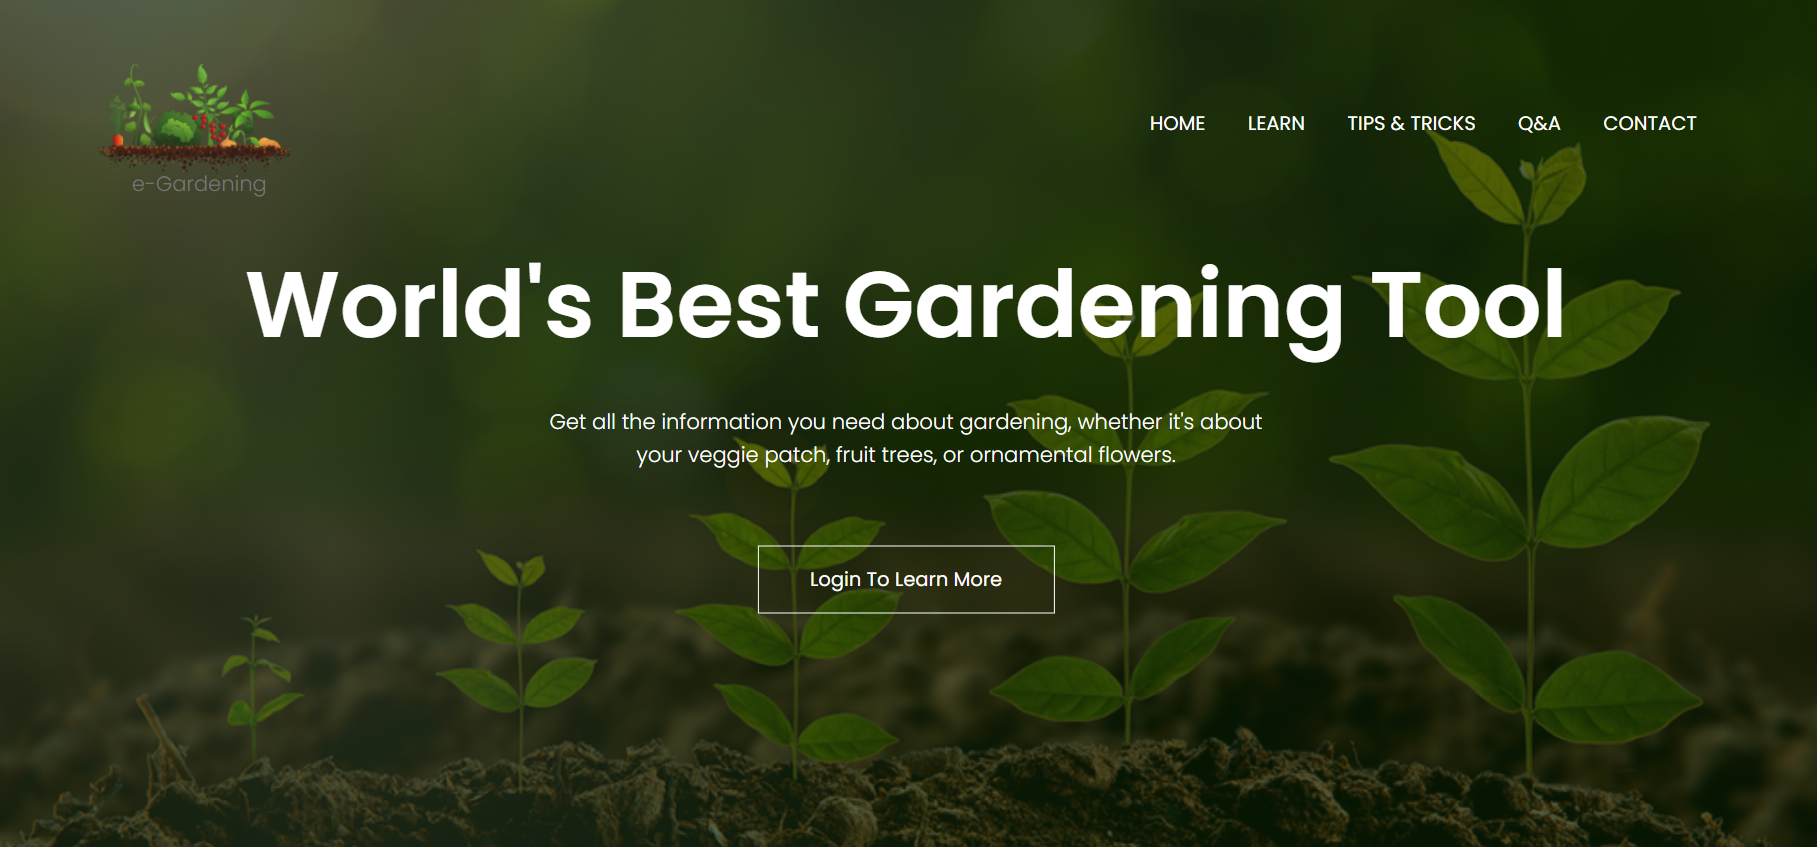 e-Gardening
HOME
LEARN
TIPS & TRICKS
Q&A
CONTACT
World's Best Gardening Tool
Get all the information you need about gardening, whether it's about
your veggie patch, fruit trees, or ornamental flowers.
Login To Learn More